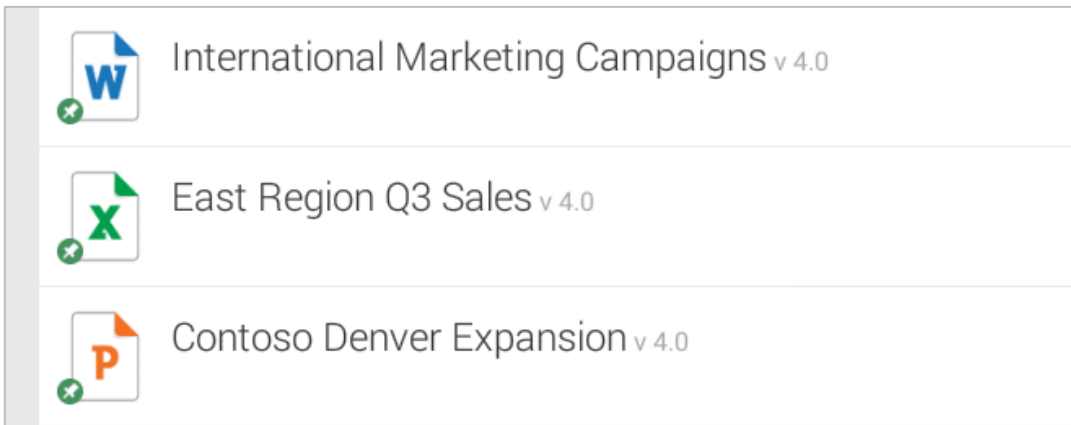 W
International Marketing Campaigns v 4.0
X
East Region Q3 Sales v 4.0
P
Contoso Denver Expansion v 4.0